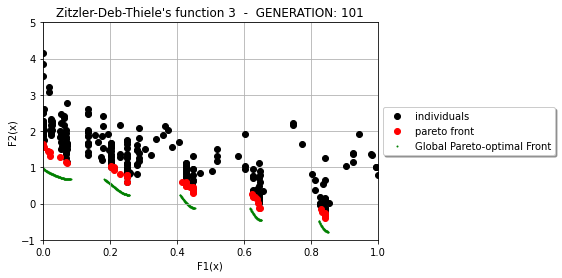 Zitzler-Deb-Thiele's function 3 - GENERATION: 101
5
4
3
2
1
0
−1
F2(x)
0.0 0.2 0.4 0.6 0.8 1.0
F1(x)
individuals
pareto front
Global Pareto-optimal Front